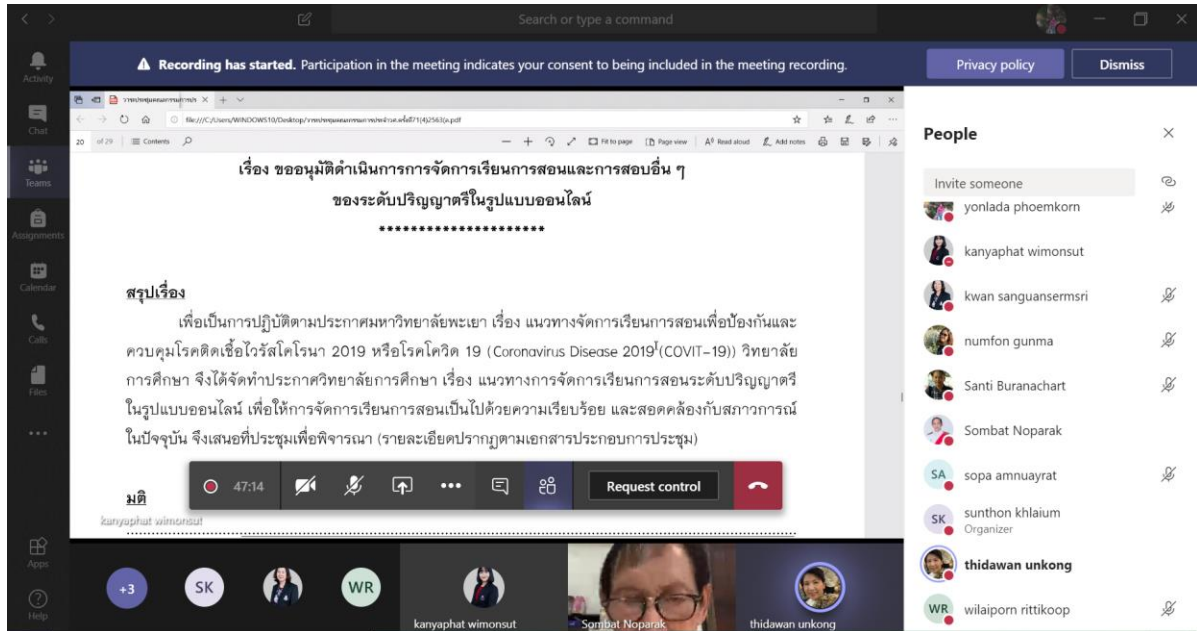 Search or type a command
Recording has started. Participation in the meeting indicates your consent to being included in the meeting recording.
Privacy policy
Dismiss
Activity
Chat
Teams
Assignments
Calendar
Calls
Files
Apps
Help
20 of 29 Contents
Fit to page Page view Read aloud Add notes
เรื่อง ขออนุมัติดำเนินการการจัดการเรียนการสอนและการสอบอื่น ๆ
ของระดับปริญญาตรีในรูปแบบออนไลน์
*********************
สรุปเรื่อง
เพื่อเป็นการปฏิบัติตามประกาศมหาวิทยาลัยพะเยา เรื่อง แนวทางจัดการเรียนการสอนเพื่อป้องกันและ
ควบคุมโรคติดเชื้อไวรัสโคโรนา 2019 หรือโรคโควิด 19 (Coronavirus Disease 2019 (COVIT-19)) วิทยาลัย
การศึกษา จึงได้จัดทำประกาศวิทยาลัยการศึกษา เรื่อง แนวทางการจัดการเรียนการสอนระดับปริญญาตรี
ในรูปแบบออนไลน์ เพื่อให้การจัดการเรียนการสอนเป็นไปด้วยความเรียบร้อย และสอดคล้องกับสภาวการณ์
ในปัจจุบัน จึงเสนอที่ประชุมเพื่อพิจารณา (รายละเอียดปรากฏตามเอกสารประกอบการประชุม)
47:14
Request control
มติ
kanyaphat wimonsut
+3
SK
WR
kanyaphat wimonsut
Sombat Noparak
thidawan unkong
People
Invite someone
yonlada phoemkorn
kanyaphat wimonsut
kwan sanguansermsri
numfon gunma
Santi Buranachart
Sombat Noparak
SA sopa amnuayrat
SK sunthon khlaium
Organizer
thidawan unkong
WR wilaiporn rittikoop